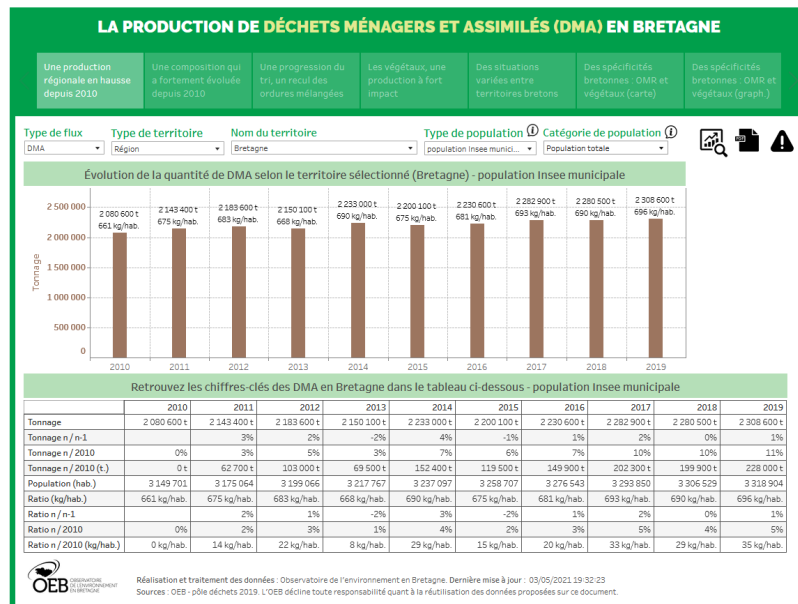 LA PRODUCTION DE DÉCHETS MÉNAGERS ET ASSIMILÉS (DMA) EN BRETAGNE
Une production régionale en hausse depuis 2010
Une composition qui a fortement évoluée depuis 2010
Une progression du tri, un recul des ordures mélangées
Les végétaux, une production à fort impact
Des situations variées entre territoires bretons
Des spécificités bretonnes : OMR et végétaux (carte)
Des spécificités bretonnes : OMR et végétaux (graph.)
Type de flux Type de territoire Nom du territoire Type de population Catégorie de population
DMA Région Bretagne population Insee munici... Population totale
Évolution de la quantité de DMA selon le territoire sélectionné (Bretagne) - population Insee municipale
Tonnage
2 500 000
2 000 000
1 500 000
1 000 000
500 000
0
2 080 600 t 2 143 400 t 2 183 600 t 2 150 100 t 2 233 000 t 2 200 100 t 2 230 600 t 2 282 900 t 2 280 500 t 2 308 600 t
661 kg/hab. 675 kg/hab. 683 kg/hab. 668 kg/hab. 690 kg/hab. 675 kg/hab. 681 kg/hab. 693 kg/hab. 690 kg/hab. 696 kg/hab.
2010 2011 2012 2013 2014 2015 2016 2017 2018 2019
Retrouvez les chiffres-clés des DMA en Bretagne dans le tableau ci-dessous - population Insee municipale
2010 2011 2012 2013 2014 2015 2016 2017 2018 2019
Tonnage 2 080 600 t 2 143 400 t 2 183 600 t 2 150 100 t 2 233 000 t 2 200 100 t 2 230 600 t 2 282 900 t 2 280 500 t 2 308 600 t
Tonnage n / n-1 3% 2% -2% 4% -1% 1% 2% 0% 1%
Tonnage n / 2010 0% 3% 5% 3% 7% 6% 7% 10% 10% 11%
Tonnage n / 2010 (t.) 0 t 62 700 t 103 000 t 69 500 t 152 400 t 119 500 t 149 900 t 202 300 t 199 900 t 228 000 t
Population (hab.) 3 149 701 3 175 064 3 199 066 3 217 767 3 237 097 3 258 707 3 276 543 3 293 850 3 306 529 3 318 904
Ratio (kg/hab.) 661 kg/hab. 675 kg/hab. 683 kg/hab. 668 kg/hab. 690 kg/hab. 675 kg/hab. 681 kg/hab. 693 kg/hab. 690 kg/hab. 696 kg/hab.
Ratio n / n-1 2% 1% -2% 3% -2% 1% 2% 0% 1%
Ratio n / 2010 0% 2% 3% 1% 4% 2% 3% 5% 4% 5%
Ratio n / 2010 (kg/hab.) 0 kg/hab. 14 kg/hab. 22 kg/hab. 8 kg/hab. 29 kg/hab. 15 kg/hab. 20 kg/hab. 33 kg/hab. 29 kg/hab. 35 kg/hab.
OEB OBSERVATOIRE DE L'ENVIRONNEMENT EN BRETAGNE
Réalisation et traitement des données : Observatoire de l'environnement en Bretagne. Dernière mise à jour : 03/05/2021 19:32:23
Sources : OEB - pôle déchets 2019. L'OEB décline toute responsabilité quant à la réutilisation des données proposées sur ce document.